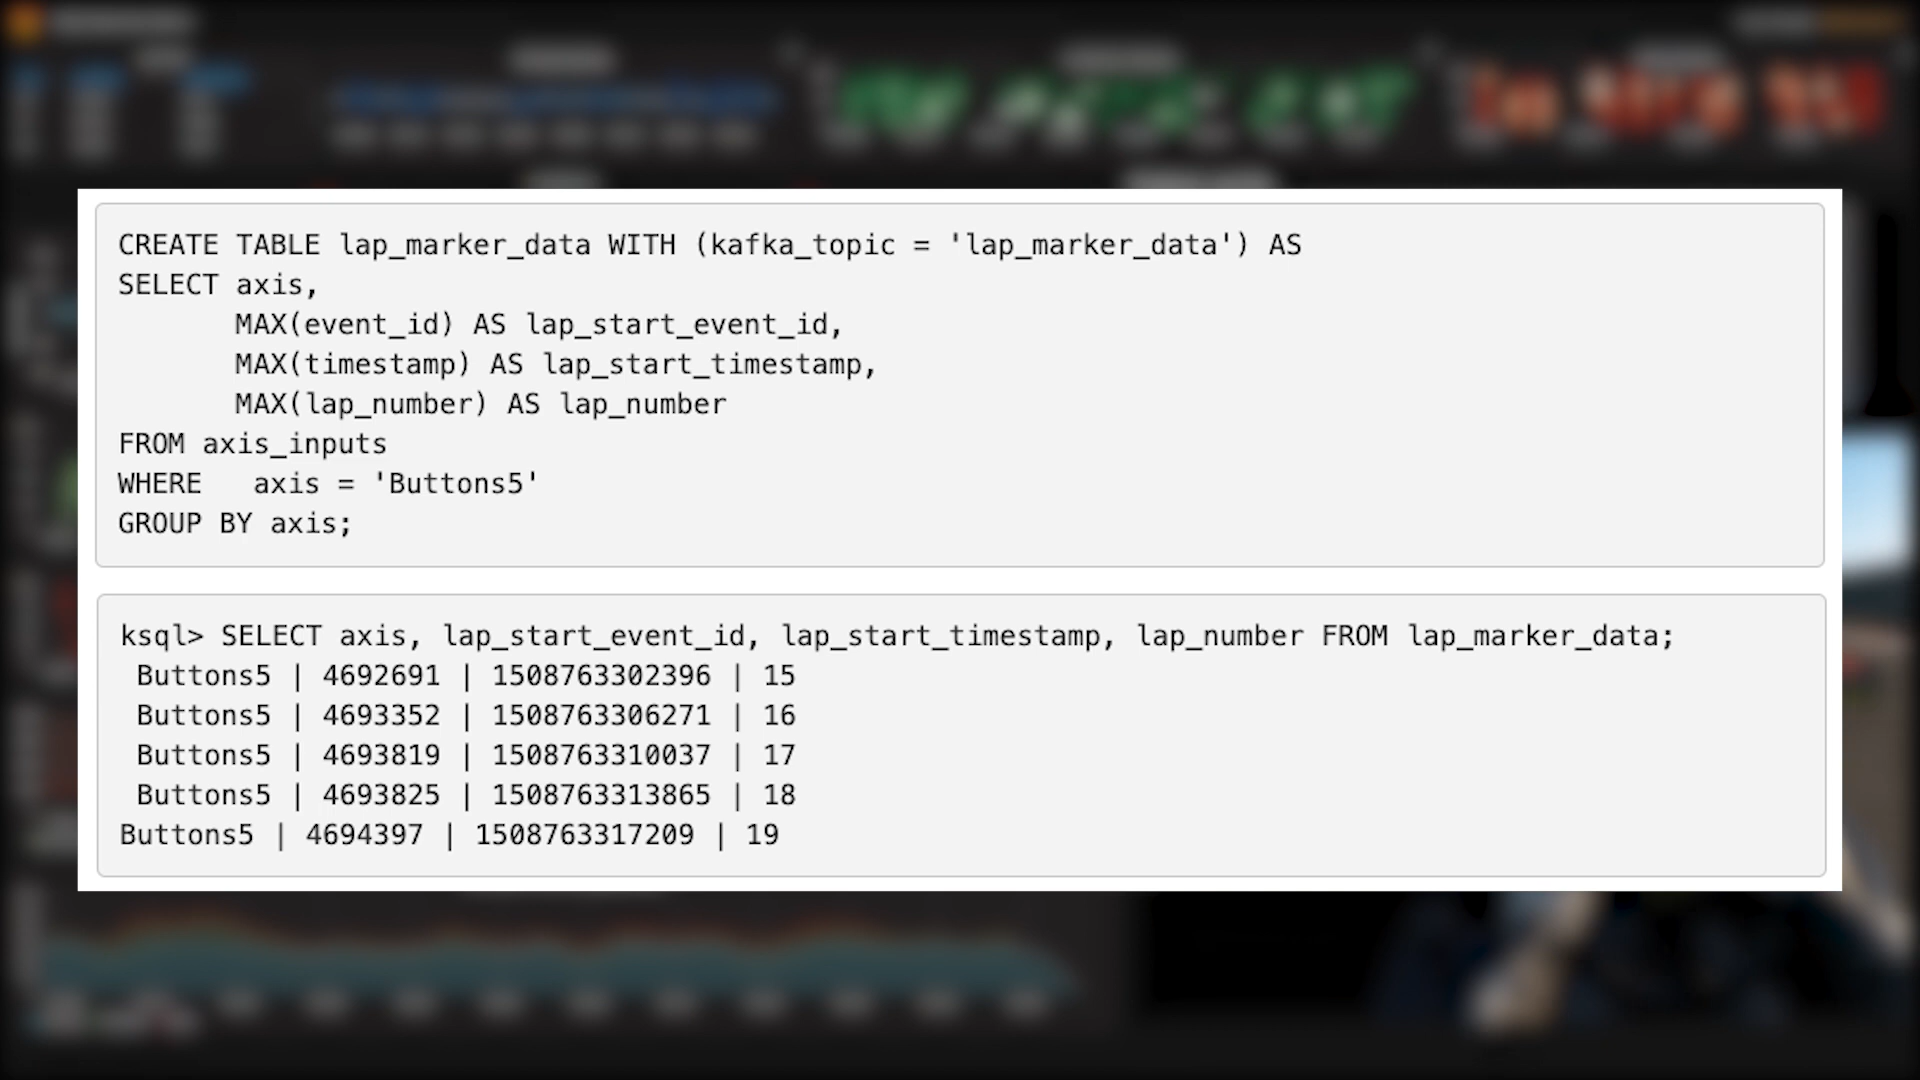 CREATE TABLE lap_marker_data WITH (kafka_topic = 'lap_marker_data') AS
SELECT axis,
       MAX(event_id) AS lap_start_event_id,
       MAX(timestamp) AS lap_start_timestamp,
       MAX(lap_number) AS lap_number
FROM axis_inputs
WHERE   axis = 'Buttons5'
GROUP BY axis;
ksql> SELECT axis, lap_start_event_id, lap_start_timestamp, lap_number FROM lap_marker_data;
 Buttons5 | 4692691 | 1508763302396 | 15
 Buttons5 | 4693352 | 1508763306271 | 16
 Buttons5 | 4693819 | 1508763310037 | 17
 Buttons5 | 4693825 | 1508763313865 | 18
Buttons5 | 4694397 | 1508763317209 | 19